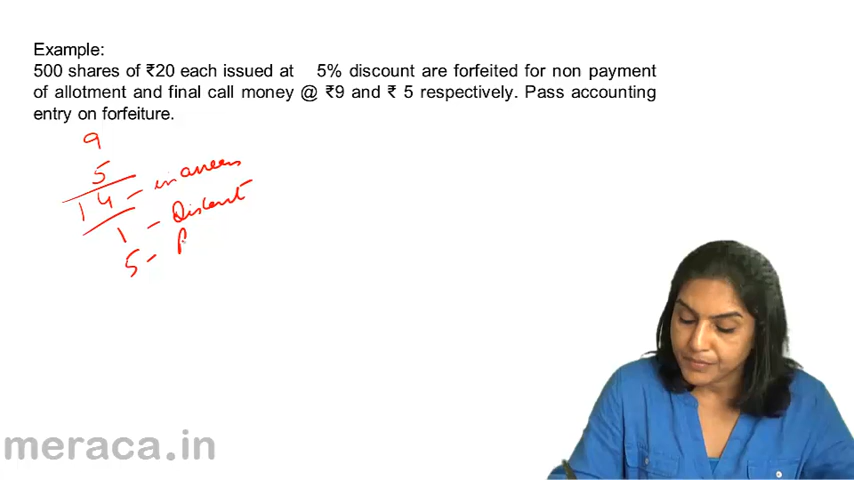 Example:
500 shares of ₹20 each issued at 5% discount are forfeited for non payment
of allotment and final call money @ ₹9 and ₹ 5 respectively. Pass accounting
entry on forfeiture.
9
5
14 - in arrears
1 - Discount
5 - P
meraca.in